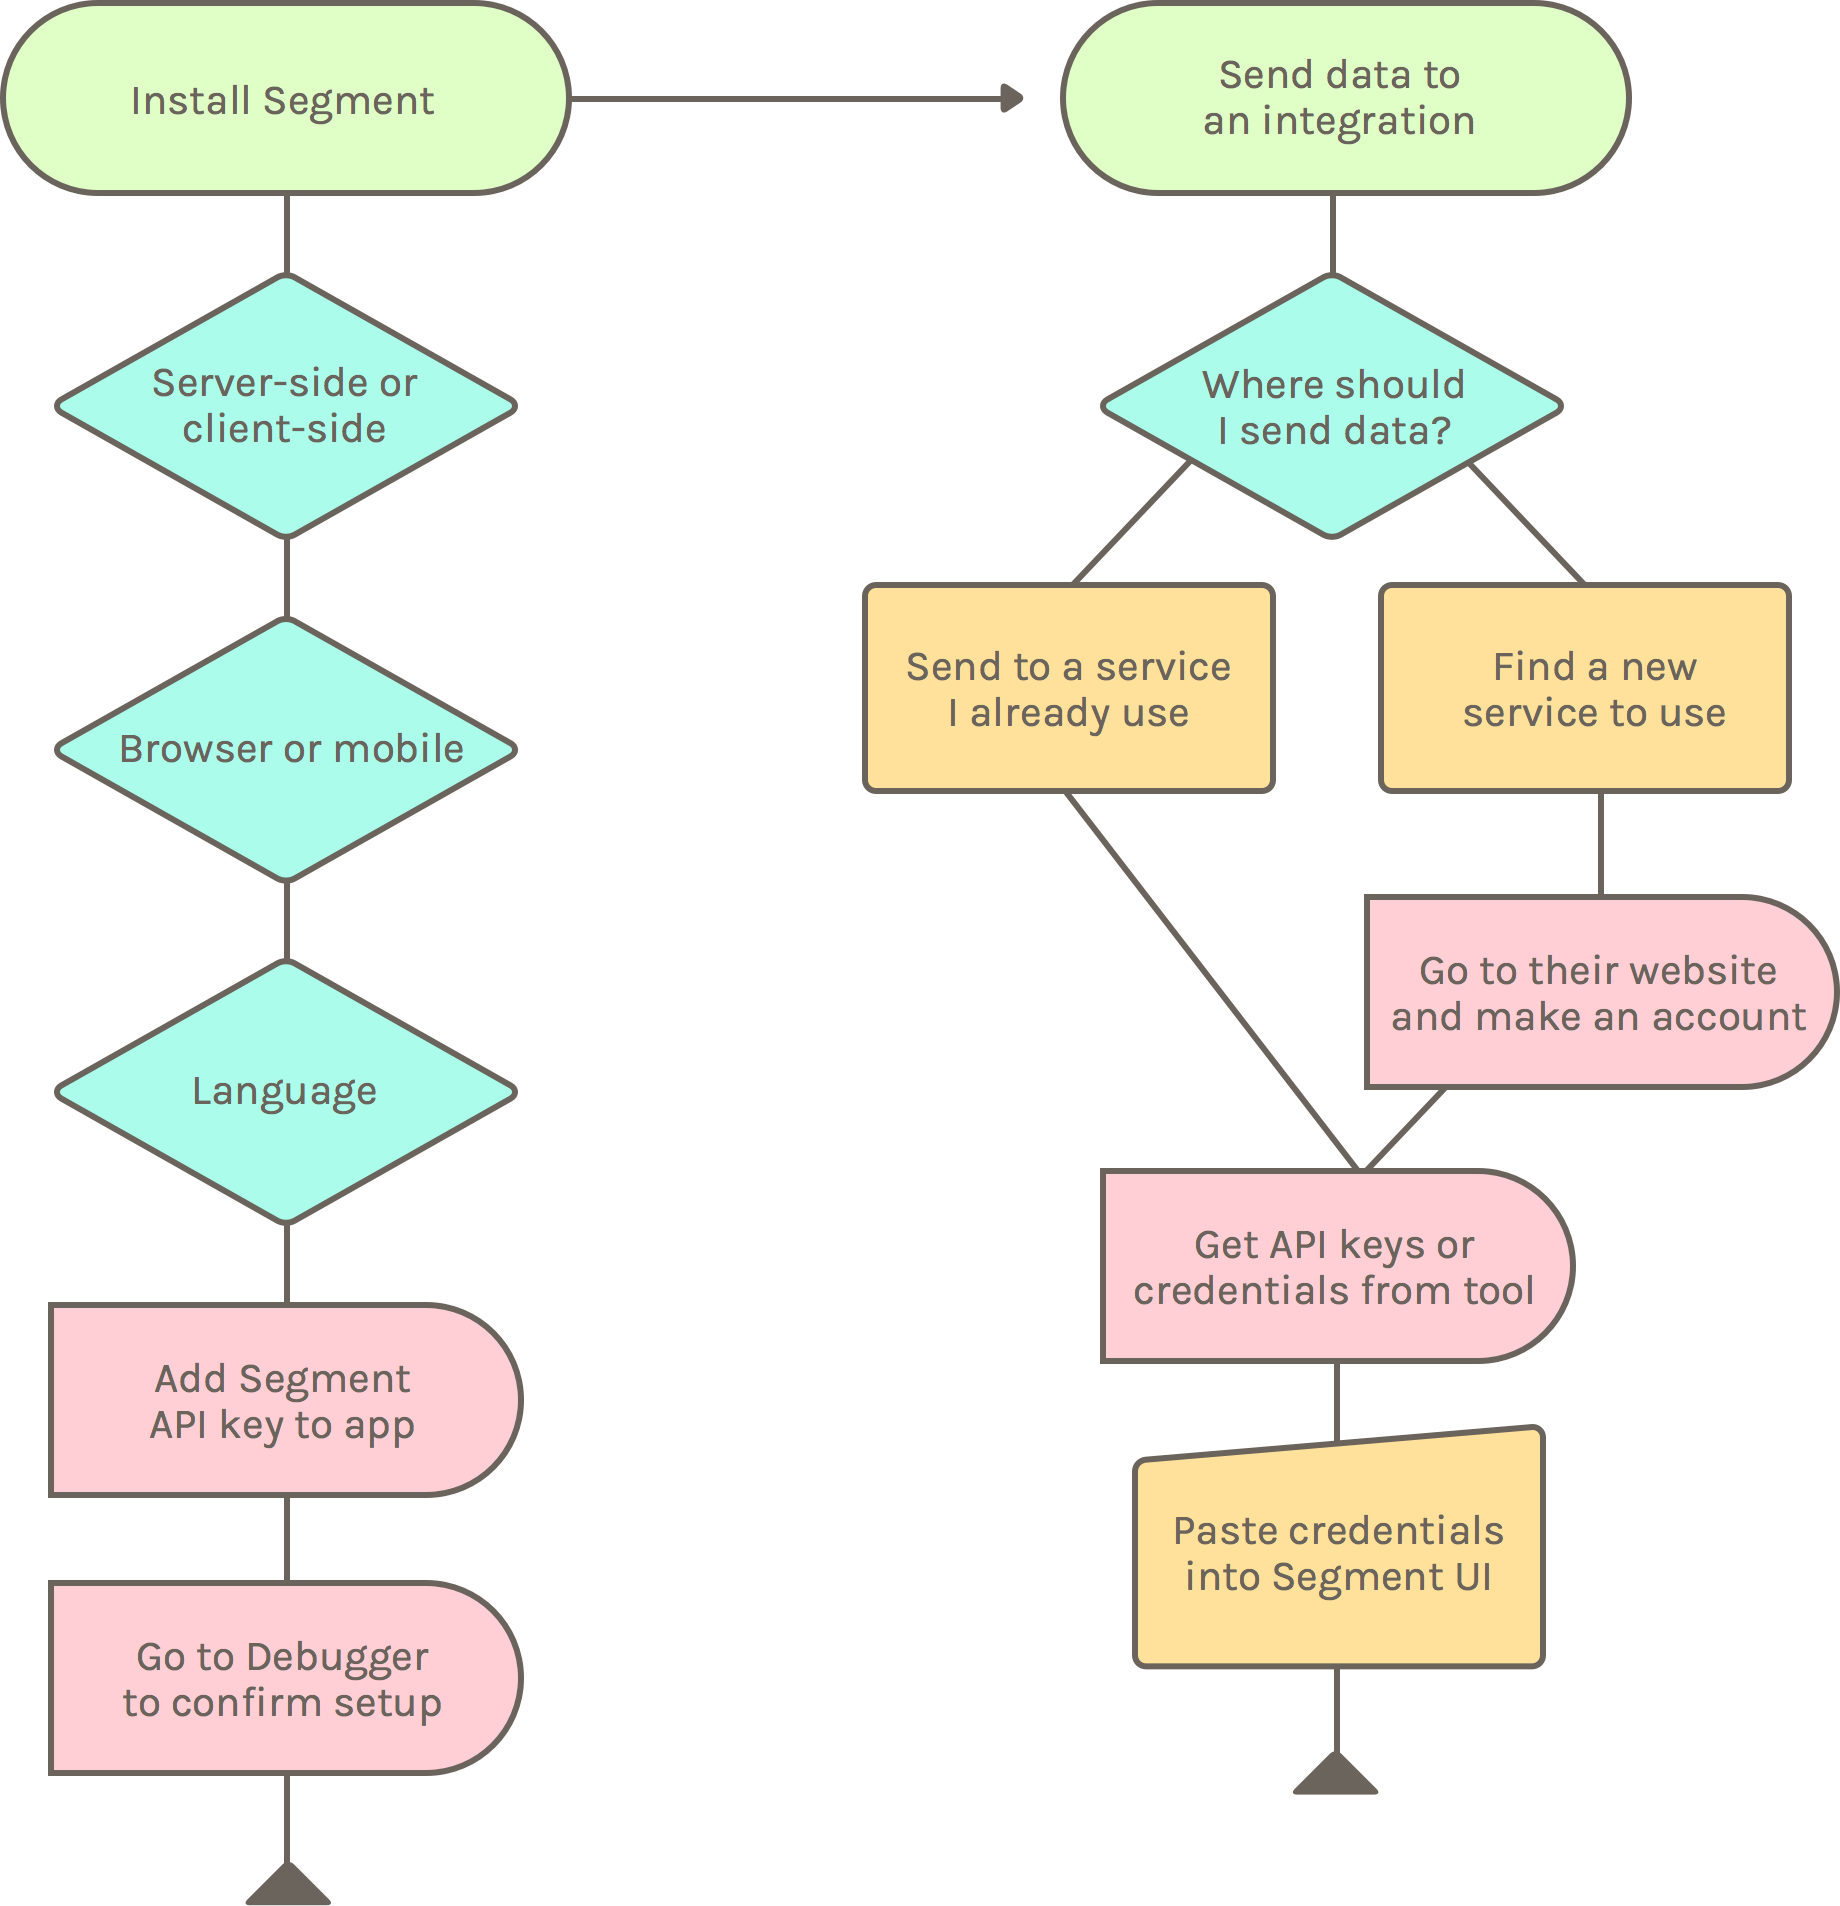 Install Segment
Server-side or
client-side
Browser or mobile
Language
Add Segment
API key to app
Go to Debugger
to confirm setup
Send data to
an integration
Where should
I send data?
Send to a service
I already use
Find a new
service to use
Go to their website
and make an account
Get API keys or
credentials from tool
Paste credentials
into Segment UI